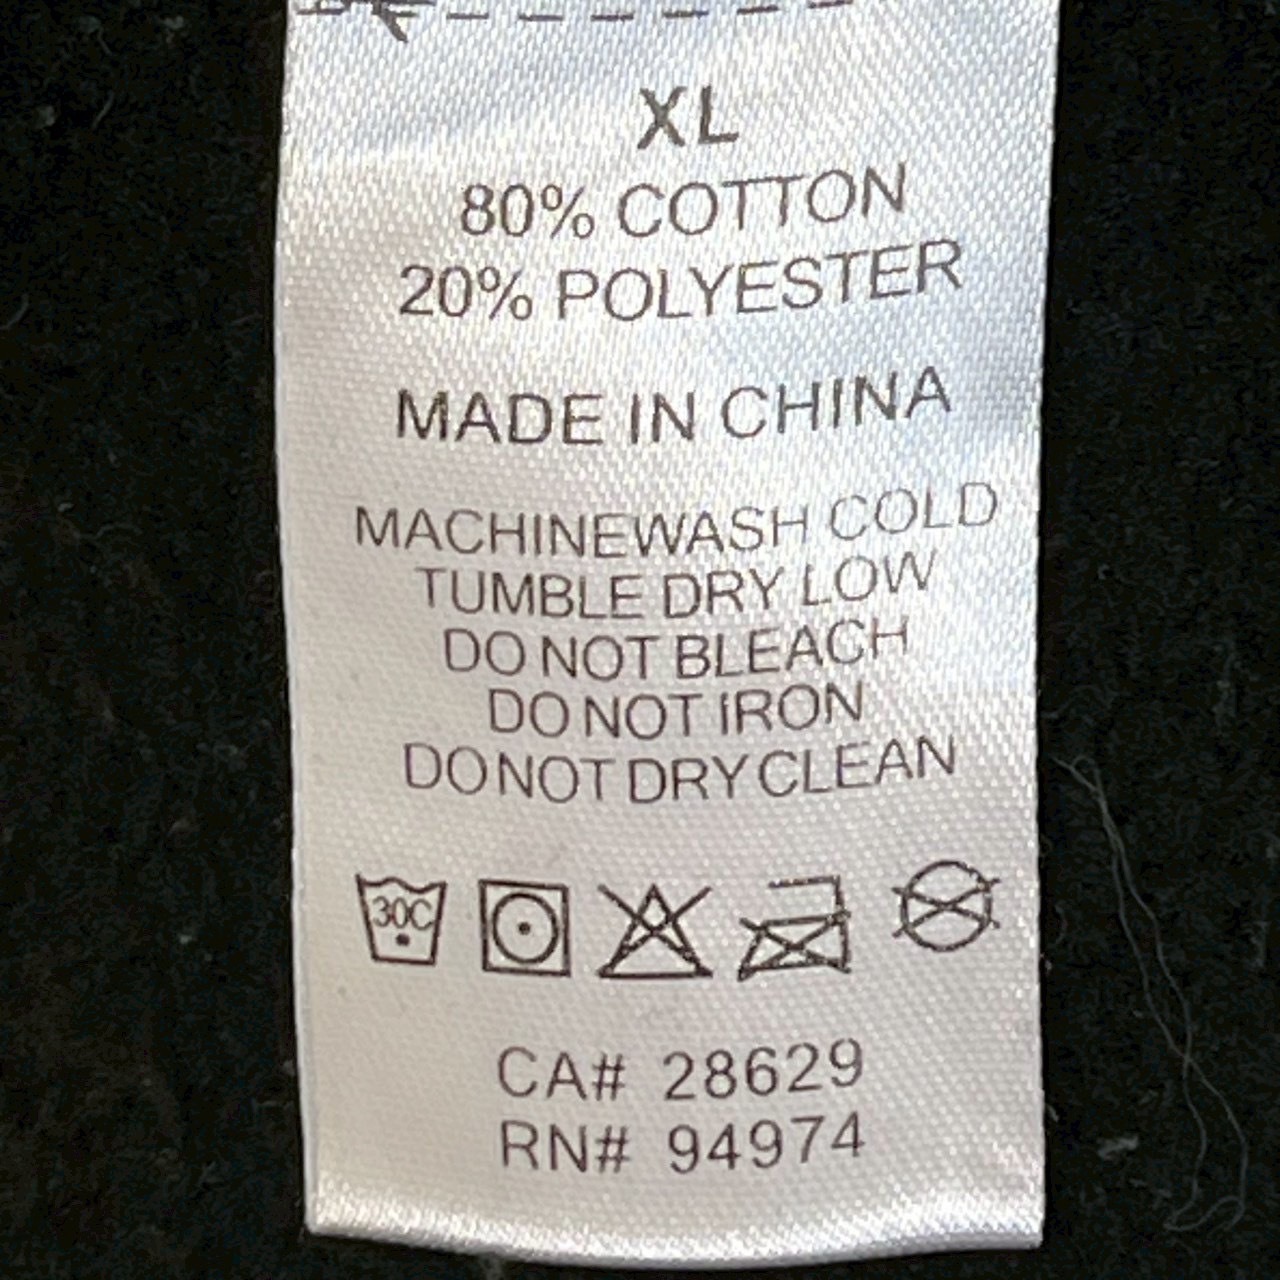 XL
80% COTTON
20% POLYESTER
MADE IN CHINA
MACHINEWASH COLD
TUMBLE DRY LOW
DO NOT BLEACH
DO NOT IRON
DO NOT DRY CLEAN
30C
CA# 28629
RN# 94974